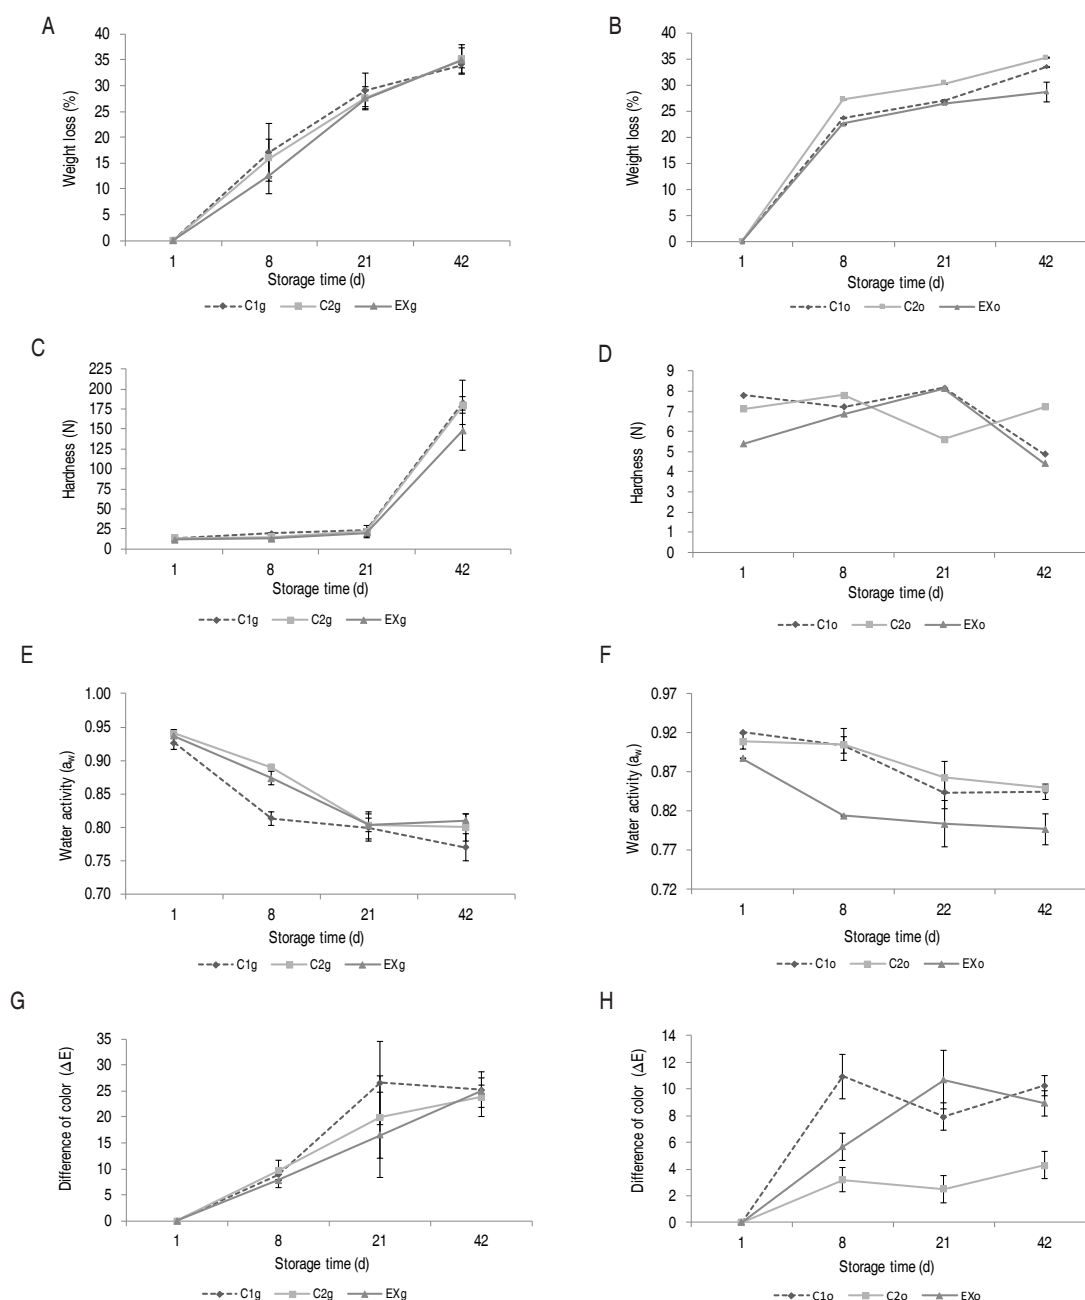 A
Weight loss (%)
40
35
30
25
20
15
10
5
0
1 8 21 42
Storage time (d)
C1g C2g EXg
B
Weight loss (%)
40
35
30
25
20
15
10
5
0
1 8 21 42
Storage time (d)
C1o C2o EXo
C
Hardness (N)
225
200
175
150
125
100
75
50
25
0
1 8 21 42
Storage time (d)
C1g C2g EXg
D
Hardness (N)
9
8
7
6
5
4
3
2
1
0
1 8 21 42
Storage time (d)
C1o C2o EXo
E
Water activity (aw)
1.00
0.95
0.90
0.85
0.80
0.75
0.70
1 8 21 42
Storage time (d)
C1g C2g EXg
F
Water activity (aw)
0.97
0.92
0.87
0.82
0.77
0.72
1 8 22 42
Storage time (d)
C1o C2o EXo
G
Difference of color (ΔE)
35
30
25
20
15
10
5
0
1 8 21 42
Storage time (d)
C1g C2g EXg
H
Difference of color (ΔE)
14
12
10
8
6
4
2
0
1 8 21 42
Storage time (d)
C1o C2o EXo